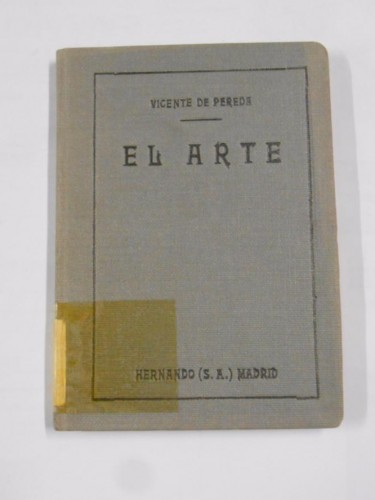 VICENTE DE PEREDA
EL ARTE
HERNANDO (S. A.) MADRID